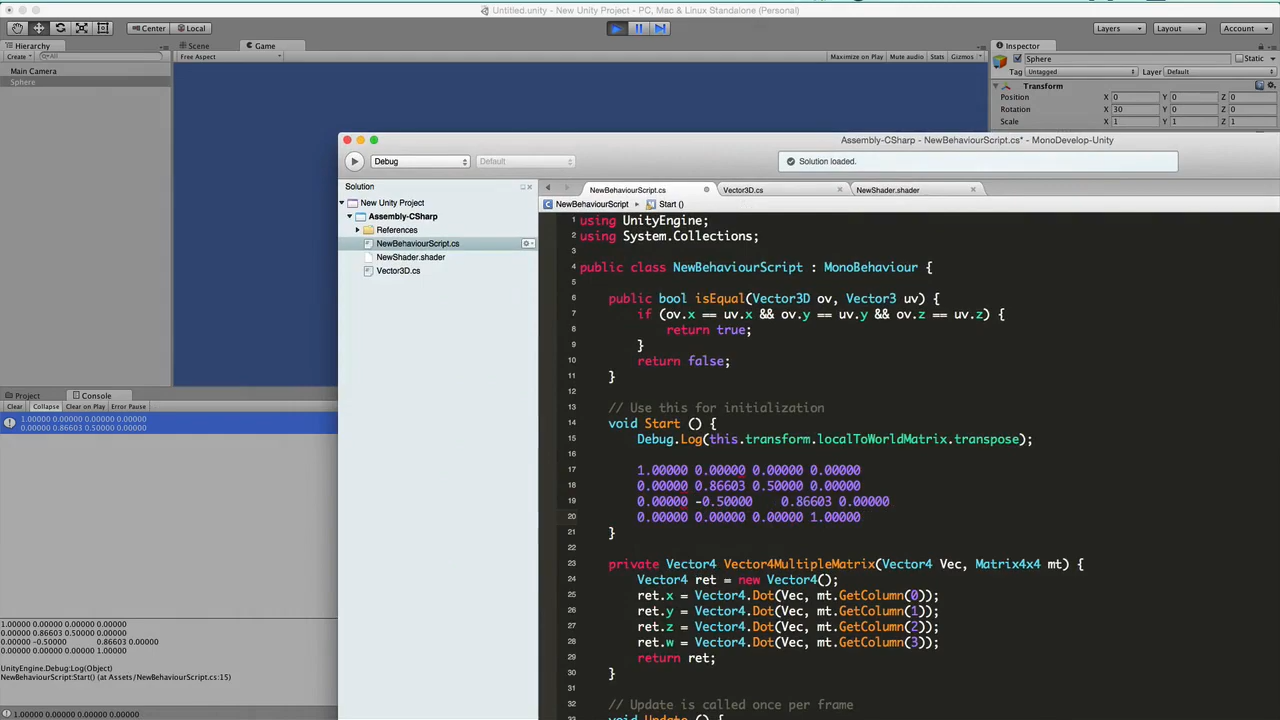 Untitled.unity - New Unity Project - PC, Mac & Linux Standalone (Personal)
Center Local Layers Layout Account
Hierarchy Scene Game Inspector
Create All Free Aspect Maximize on Play Mute audio Stats Gizmos Sphere Static
Main Camera Tag Untagged Layer Default
Sphere Transform
Position X 0 Y 0 Z 0
Rotation X 30 Y 0 Z 0
Scale X 1 Y 1 Z 1
Assembly-CSharp - NewBehaviourScript.cs* - MonoDevelop-Unity
Debug Default Solution loaded.
Solution
NewBehaviourScript.cs Vector3D.cs NewShader.shader
New Unity Project
Assembly-CSharp
References
NewBehaviourScript.cs
NewShader.shader
Vector3D.cs
NewBehaviourScript Start ()
1 using UnityEngine;
2 using System.Collections;
3
4 public class NewBehaviourScript : MonoBehaviour {
5
6 public bool isEqual(Vector3D ov, Vector3 uv) {
7 if (ov.x == uv.x && ov.y == uv.y && ov.z == uv.z) {
8 return true;
9 }
10 return false;
11 }
12
13 // Use this for initialization
14 void Start () {
15 Debug.Log(this.transform.localToWorldMatrix.transpose);
16
17 1.00000 0.00000 0.00000 0.00000
18 0.00000 0.86603 0.50000 0.00000
19 0.00000 -0.50000 0.86603 0.00000
20 0.00000 0.00000 0.00000 1.00000
21 }
22
23 private Vector4 Vector4MultipleMatrix(Vector4 Vec, Matrix4x4 mt) {
24 Vector4 ret = new Vector4();
25 ret.x = Vector4.Dot(Vec, mt.GetColumn(0));
26 ret.y = Vector4.Dot(Vec, mt.GetColumn(1));
27 ret.z = Vector4.Dot(Vec, mt.GetColumn(2));
28 ret.w = Vector4.Dot(Vec, mt.GetColumn(3));
29 return ret;
30 }
31
32 // Update is called once per frame
33 void Update () {
Project Console
Clear Collapse Clear on Play Error Pause
1.00000 0.00000 0.00000 0.00000
0.00000 0.86603 0.50000 0.00000
1.00000 0.00000 0.00000 0.00000
0.00000 0.86603 0.50000 0.00000
0.00000 -0.50000 0.86603 0.00000
0.00000 0.00000 0.00000 1.00000
UnityEngine.Debug:Log(Object)
NewBehaviourScript:Start() (at Assets/NewBehaviourScript.cs:15)
1.00000 0.00000 0.00000 0.00000